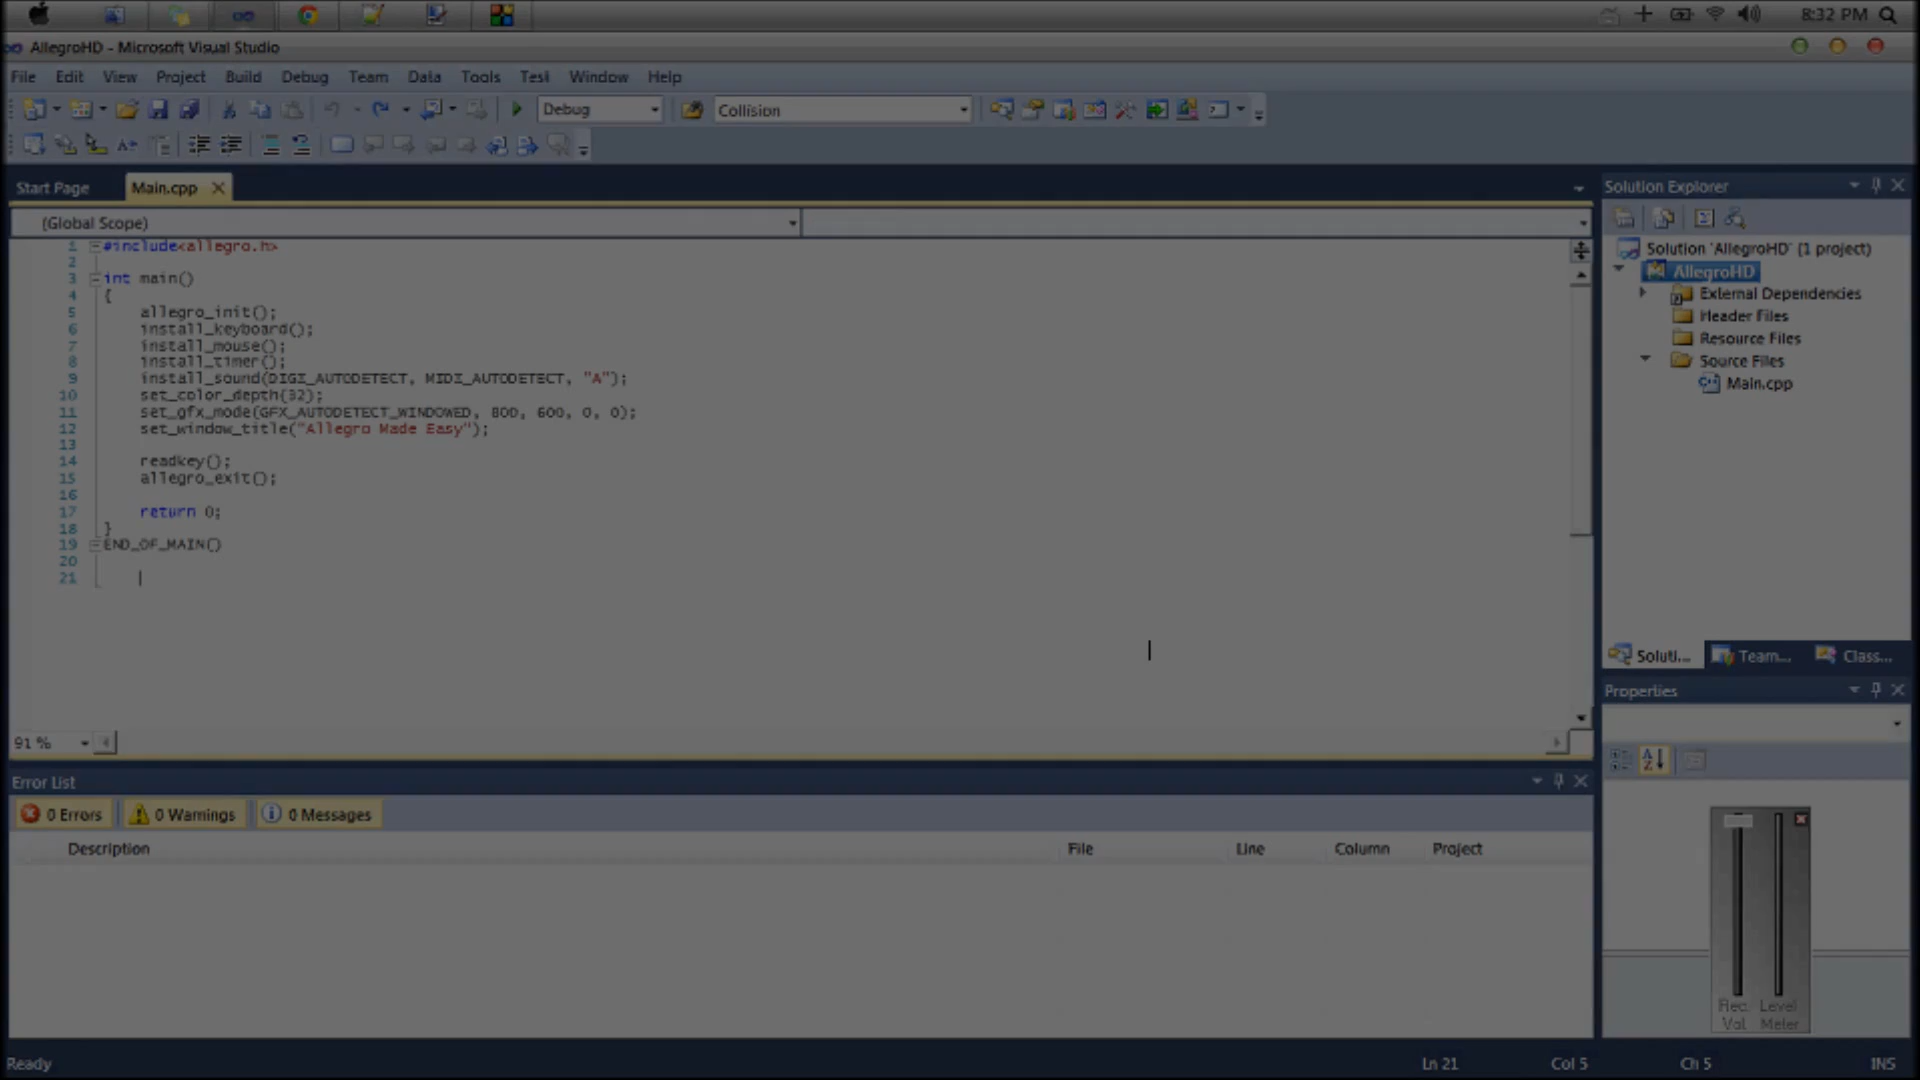 8:32 PM
AllegroHD - Microsoft Visual Studio
File Edit View Project Build Debug Team Data Tools Test Window Help
Debug Collision
Start Page Main.cpp
(Global Scope)
1 #include<allegro.h>
2
3 int main()
4 {
5 allegro_init();
6 install_keyboard();
7 install_mouse();
8 install_timer();
9 install_sound(DIGI_AUTODETECT, MIDI_AUTODETECT, "A");
10 set_color_depth(32);
11 set_gfx_mode(GFX_AUTODETECT_WINDOWED, 800, 600, 0, 0);
12 set_window_title("Allegro Made Easy");
13
14 readkey();
15 allegro_exit();
16
17 return 0;
18 }
19 END_OF_MAIN()
20
21
91 %
Solution Explorer
Solution 'AllegroHD' (1 project)
AllegroHD
External Dependencies
Header Files
Resource Files
Source Files
Main.cpp
Soluti... Team... Class...
Properties
Error List
0 Errors 0 Warnings 0 Messages
Description File Line Column Project
Rec Level
Vol Meter
Ready Ln 21 Col 5 Ch 5 INS